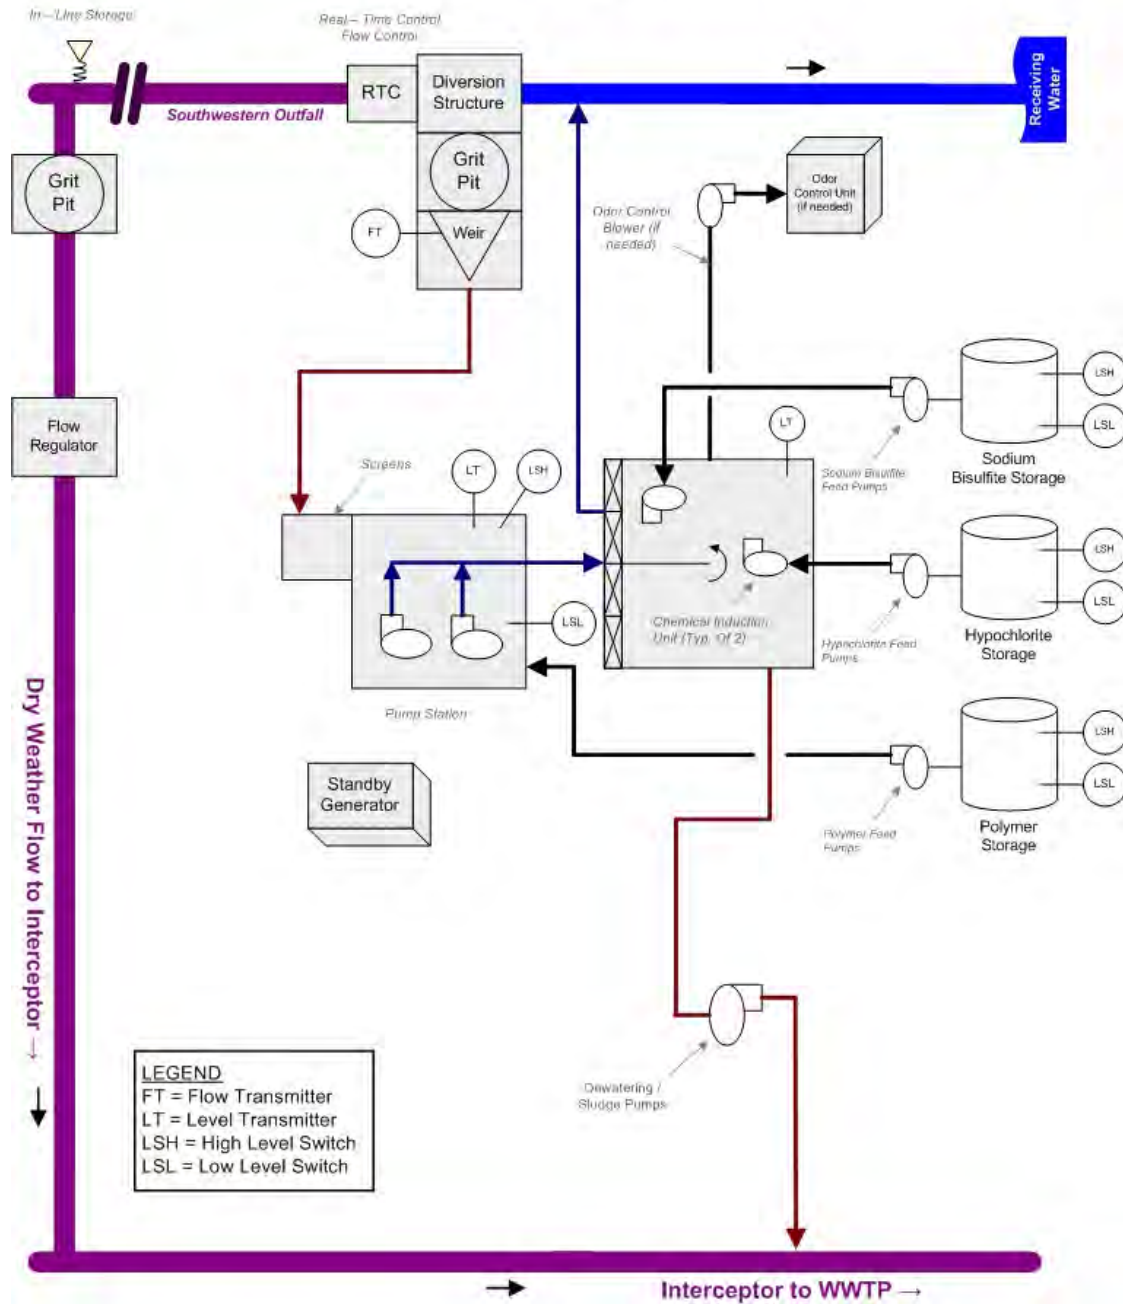 In-Line Storage
Real-Time Control
Flow Control
RTC
Diversion
Structure
Receiving
Water
Southwestern Outfall
Grit
Pit
Grit
Pit
FT
Weir
Odor Control
Blower (if
needed)
Odor
Control Unit
(if needed)
Flow
Regulator
LSH
LSL
Sodium
Bisulfite Storage
Sodium Bisulfite
Feed Pumps
LT
Screens
LT
LSH
LSL
Pump Station
Chemical Induction
Unit (Typ. Of 2)
LSH
LSL
Hypochlorite
Storage
Hypochlorite Feed
Pumps
LSH
LSL
Polymer
Storage
Polymer Feed
Pumps
Standby
Generator
Dry Weather Flow to Interceptor →
Dewatering /
Sludge Pumps
LEGEND
FT = Flow Transmitter
LT = Level Transmitter
LSH = High Level Switch
LSL = Low Level Switch
Interceptor to WWTP →